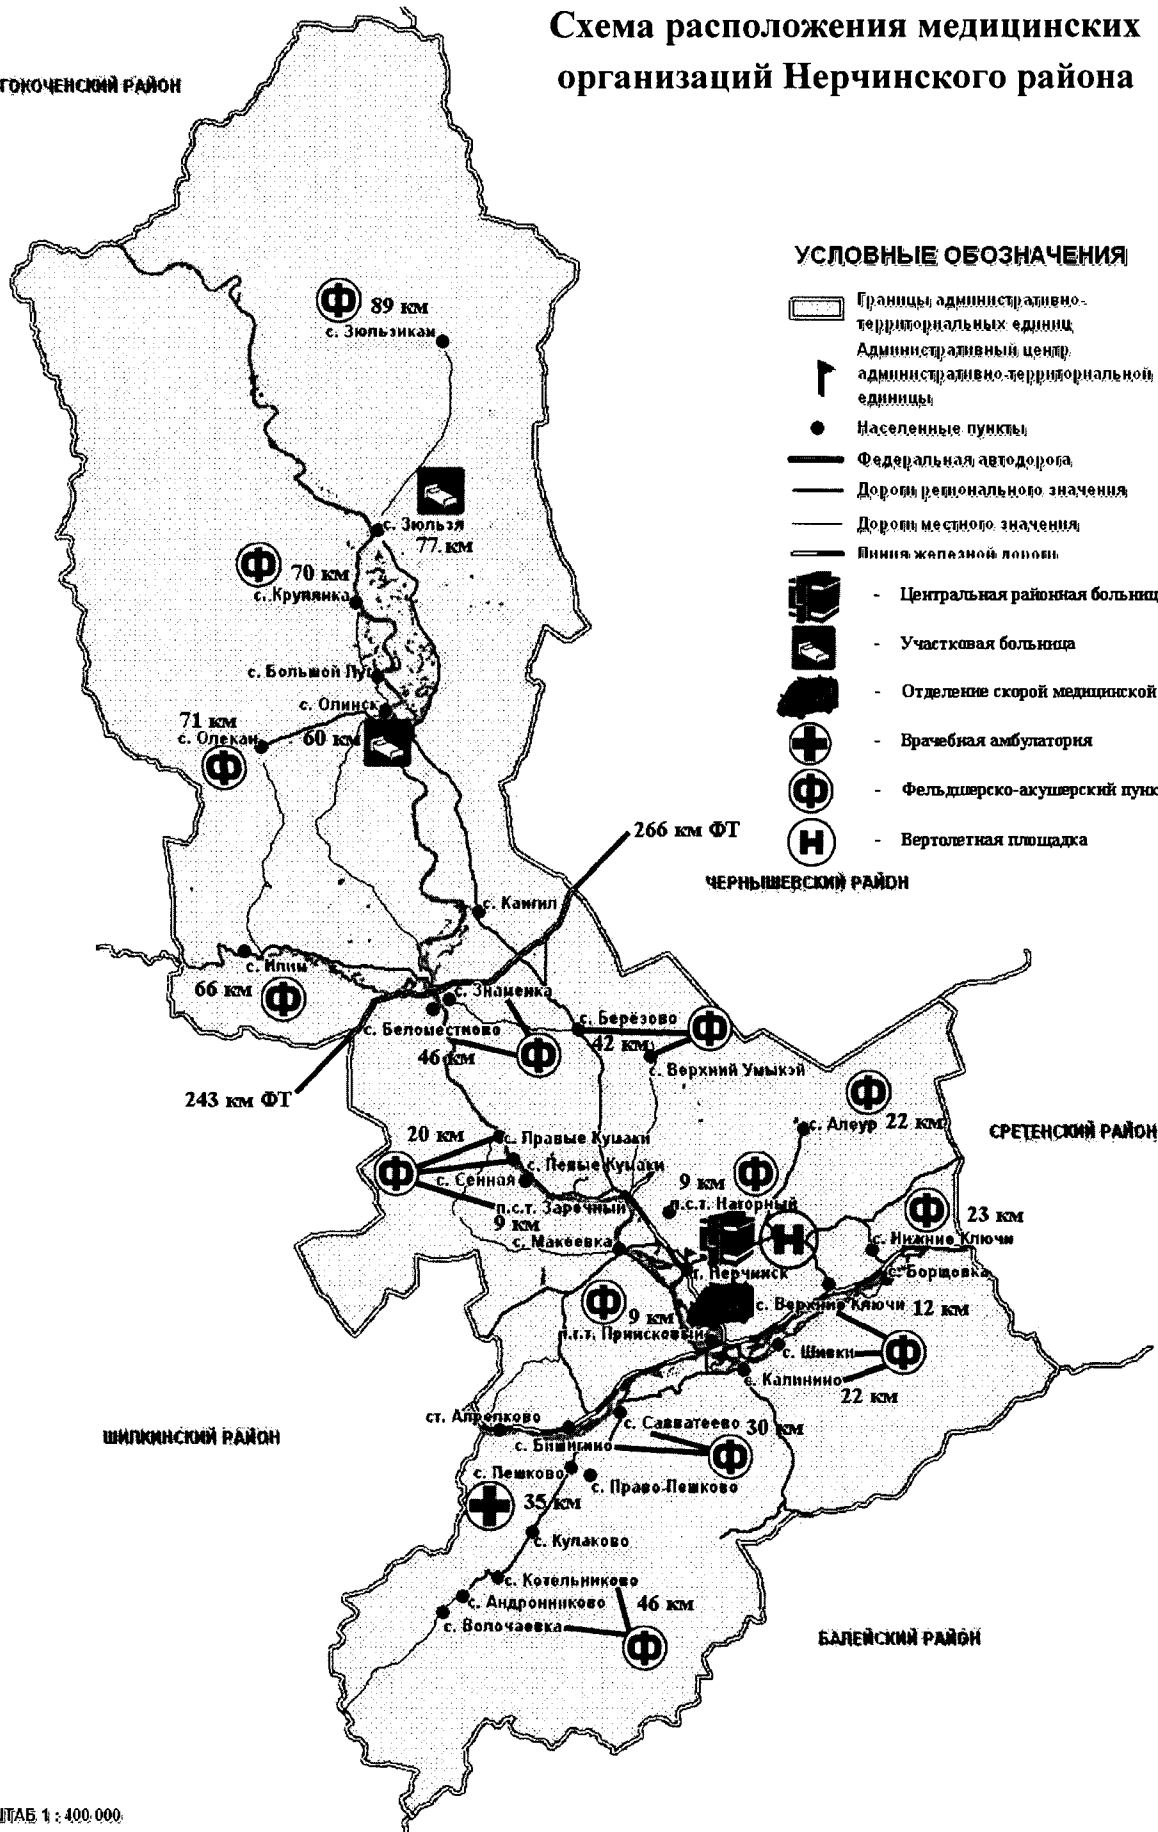 Схема расположения медицинских
организаций Нерчинского района
ГОКОЧЕНСКИЙ РАЙОН
УСЛОВНЫЕ ОБОЗНАЧЕНИЯ
Границы административно-
территориальных единиц
Административный центр
административно-территориальной
единицы
Населенные пункты
Федеральная автодорога
Дороги регионального значения
Дороги местного значения
Линия железной дороги
- Центральная районная больниц
- Участковая больница
- Отделение скорой медицинской
- Врачебная амбулатория
Ф - Фельдшерско-акушерский пунк
Н - Вертолетная площадка
ЧЕРНЫШЕВСКИЙ РАЙОН
Ф 89 км
с. Зюльзикан
с. Зюльзя
77 км
Ф 70 км
с. Крупянка
с. Большой Луг
с. Олинск
71 км
с. Олекан
60 км
Ф
266 км ФТ
с. Кангил
с. Илим
66 км
Ф
с. Знаменка
с. Беломестново
46 км
Ф
с. Берёзово
42 км
Ф
с. Верхний Умыкэй
243 км ФТ
Ф
с. Алеур 22 км
СРЕТЕНСКИЙ РАЙОН
20 км
с. Правые Кумаки
Ф
с. Левые Кумаки
с. Сенная
п.с.т. Заречный
9 км
с. Макеевка
9 км
Ф
п.с.т. Нагорный
Н
Ф
23 км
с. Нижние Ключи
г. Нерчинск
с. Борщовка
с. Верхние Ключи 12 км
Ф
9 км
п.г.т. Приисковый
с. Шивки
Ф
с. Калинино
22 км
ст. Апрелково
с. Савватеево 30 км
с. Бишигино
Ф
ШИЛКИНСКИЙ РАЙОН
с. Пешково
с. Право-Пешково
35 км
с. Кулаково
с. Котельниково
с. Андронниково
46 км
с. Волочаевка
Ф
БАЛЕЙСКИЙ РАЙОН
ШТАБ 1 : 400 000